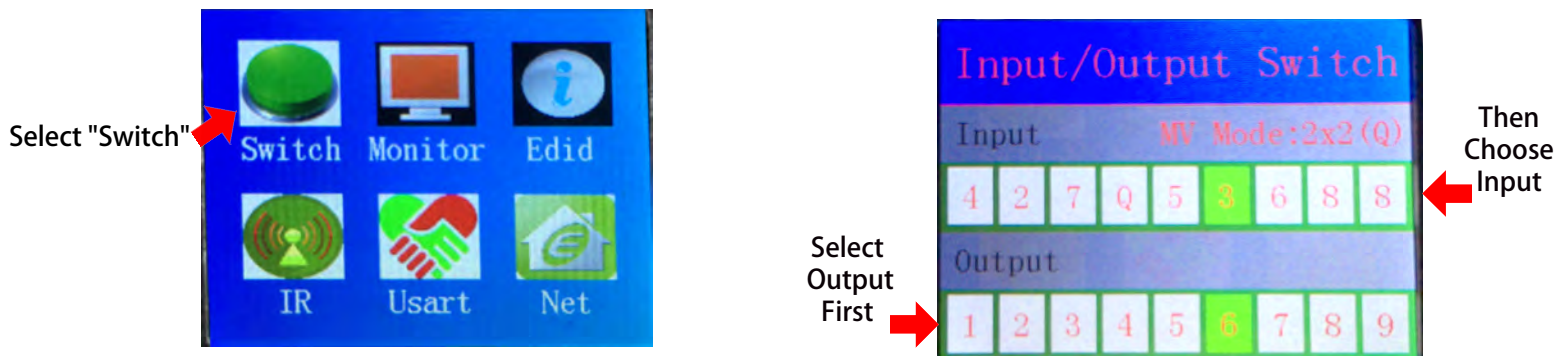 Select "Switch"
Switch Monitor Edid
IR Usart Net
Input/Output Switch
Input MV Mode:2x2(Q)
4 2 7 Q 5 3 6 8 8
Then
Choose
Input
Output
1 2 3 4 5 6 7 8 9
Select
Output
First